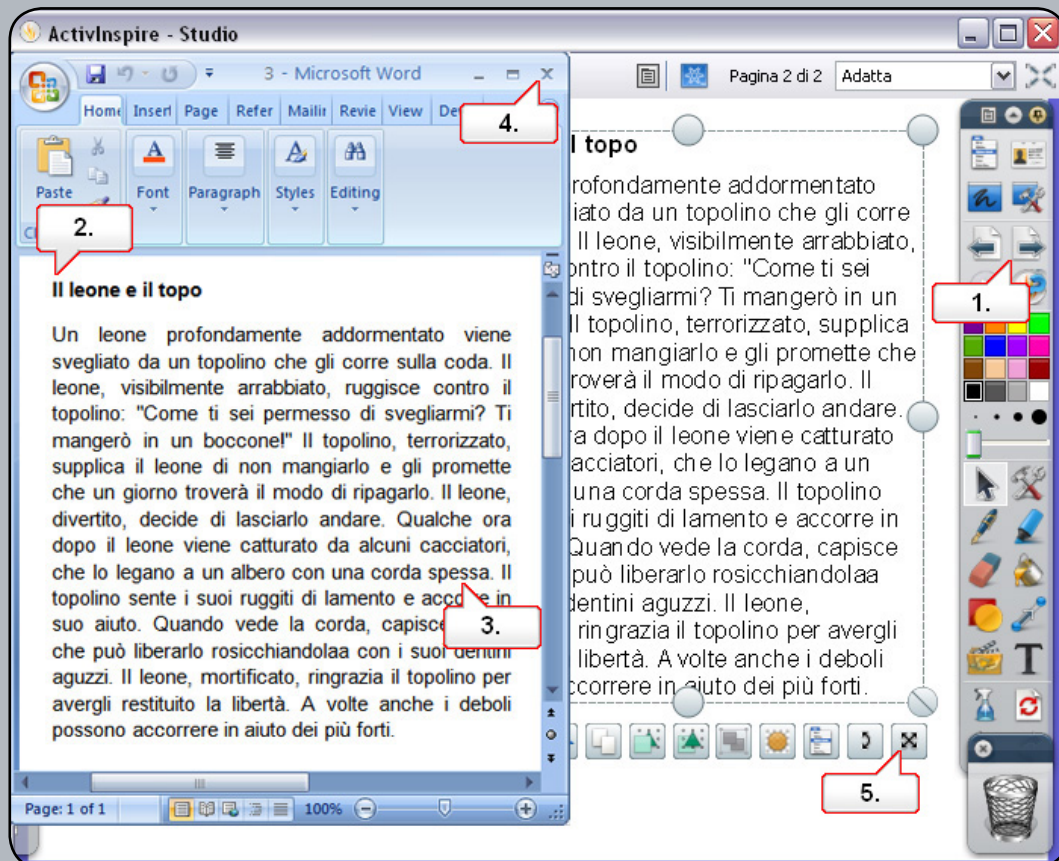 ActivInspire - Studio
3 - Microsoft Word
Pagina 2 di 2 Adatta
Home Insert Page Refer Mailin Revie View De
4.
Paste Font Paragraph Styles Editing
2.
1.
Il leone e il topo
Un leone profondamente addormentato viene
svegliato da un topolino che gli corre sulla coda. Il
leone, visibilmente arrabbiato, ruggisce contro il
topolino: "Come ti sei permesso di svegliarmi? Ti
mangerò in un boccone!" Il topolino, terrorizzato,
supplica il leone di non mangiarlo e gli promette
che un giorno troverà il modo di ripagarlo. Il leone,
divertito, decide di lasciarlo andare. Qualche ora
dopo il leone viene catturato da alcuni cacciatori,
che lo legano a un albero con una corda spessa. Il
topolino sente i suoi ruggiti di lamento e accorre in
suo aiuto. Quando vede la corda, capisce
che può liberarlo rosicchiandolaa con i suoi dentini
aguzzi. Il leone, mortificato, ringrazia il topolino per
avergli restituito la libertà. A volte anche i deboli
possono accorrere in aiuto dei più forti.
3.
Page: 1 of 1 100%
l topo
rofondamente addormentato
liato da un topolino che gli corre
Il leone, visibilmente arrabbiato,
ontro il topolino: "Come ti sei
di svegliarmi? Ti mangerò in un
Il topolino, terrorizzato, supplica
non mangiarlo e gli promette che
roverà il modo di ripagarlo. Il
rtito, decide di lasciarlo andare.
ra dopo il leone viene catturato
acciatori, che lo legano a un
una corda spessa. Il topolino
i ruggiti di lamento e accorre in
Quando vede la corda, capisce
può liberarlo rosicchiandolaa
dentini aguzzi. Il leone,
ringrazia il topolino per avergli
libertà. A volte anche i deboli
ccorrere in aiuto dei più forti.
5.